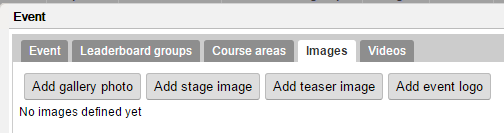 Event
Event Leaderboard groups Course areas Images Videos
Add gallery photo Add stage image Add teaser image Add event logo
No images defined yet